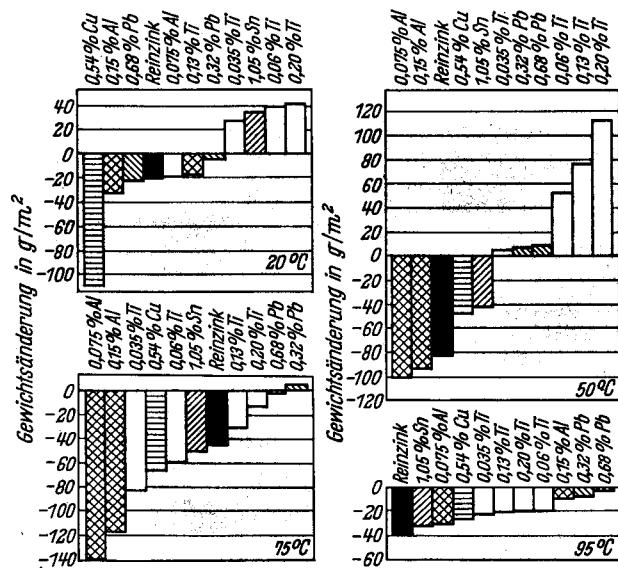 0,54 % Cu
0,15 % Al
0,68 % Pb
Reinzink
0,075 % Al
0,13 % Ti
0,32 % Pb
0,035 % Ti
1,05 % Sn
0,06 % Ti
0,20 % Ti
40
20
0
-20
-40
-60
-80
-100
20 °C
Gewichtsänderung in g/m²
0,075 % Al
0,15 % Al
Reinzink
0,54 % Cu
1,05 % Sn
0,035 % Ti
0,32 % Pb
0,68 % Pb
0,06 % Ti
0,13 % Ti
0,20 % Ti
120
100
80
60
40
20
0
-20
-40
-60
-80
-100
-120
50 °C
Gewichtsänderung in g/m²
0,075 % Al
0,15 % Al
0,035 % Ti
0,54 % Cu
0,06 % Ti
1,05 % Sn
Reinzink
0,13 % Ti
0,20 % Ti
0,68 % Pb
0,32 % Pb
0
-20
-40
-60
-80
-100
-120
-140
75 °C
Reinzink
1,05 % Sn
0,075 % Al
0,54 % Cu
0,035 % Ti
0,13 % Ti
0,20 % Ti
0,06 % Ti
0,15 % Al
0,32 % Pb
0,68 % Pb
0
-20
-40
60
95 °C